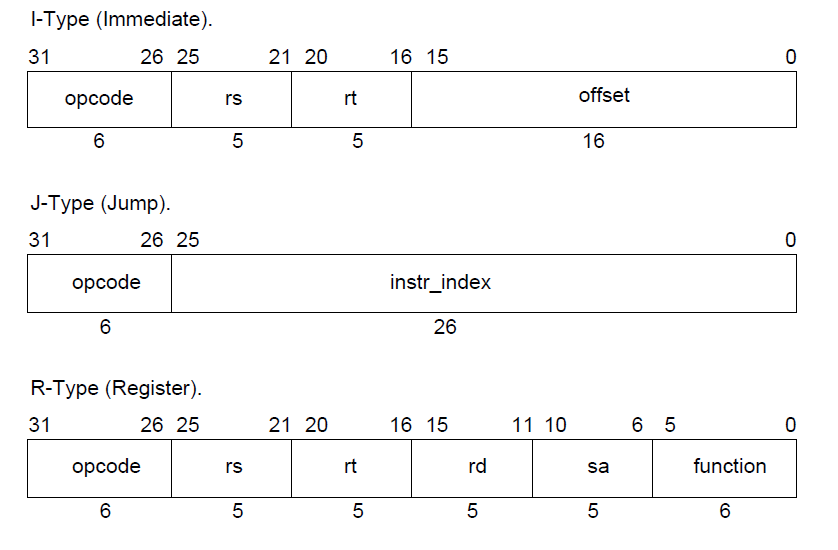 I-Type (Immediate).
31 26 25 21 20 16 15 0
opcode rs rt offset
6 5 5 16
J-Type (Jump).
31 26 25 0
opcode instr_index
6 26
R-Type (Register).
31 26 25 21 20 16 15 11 10 6 5 0
opcode rs rt rd sa function
6 5 5 5 5 6